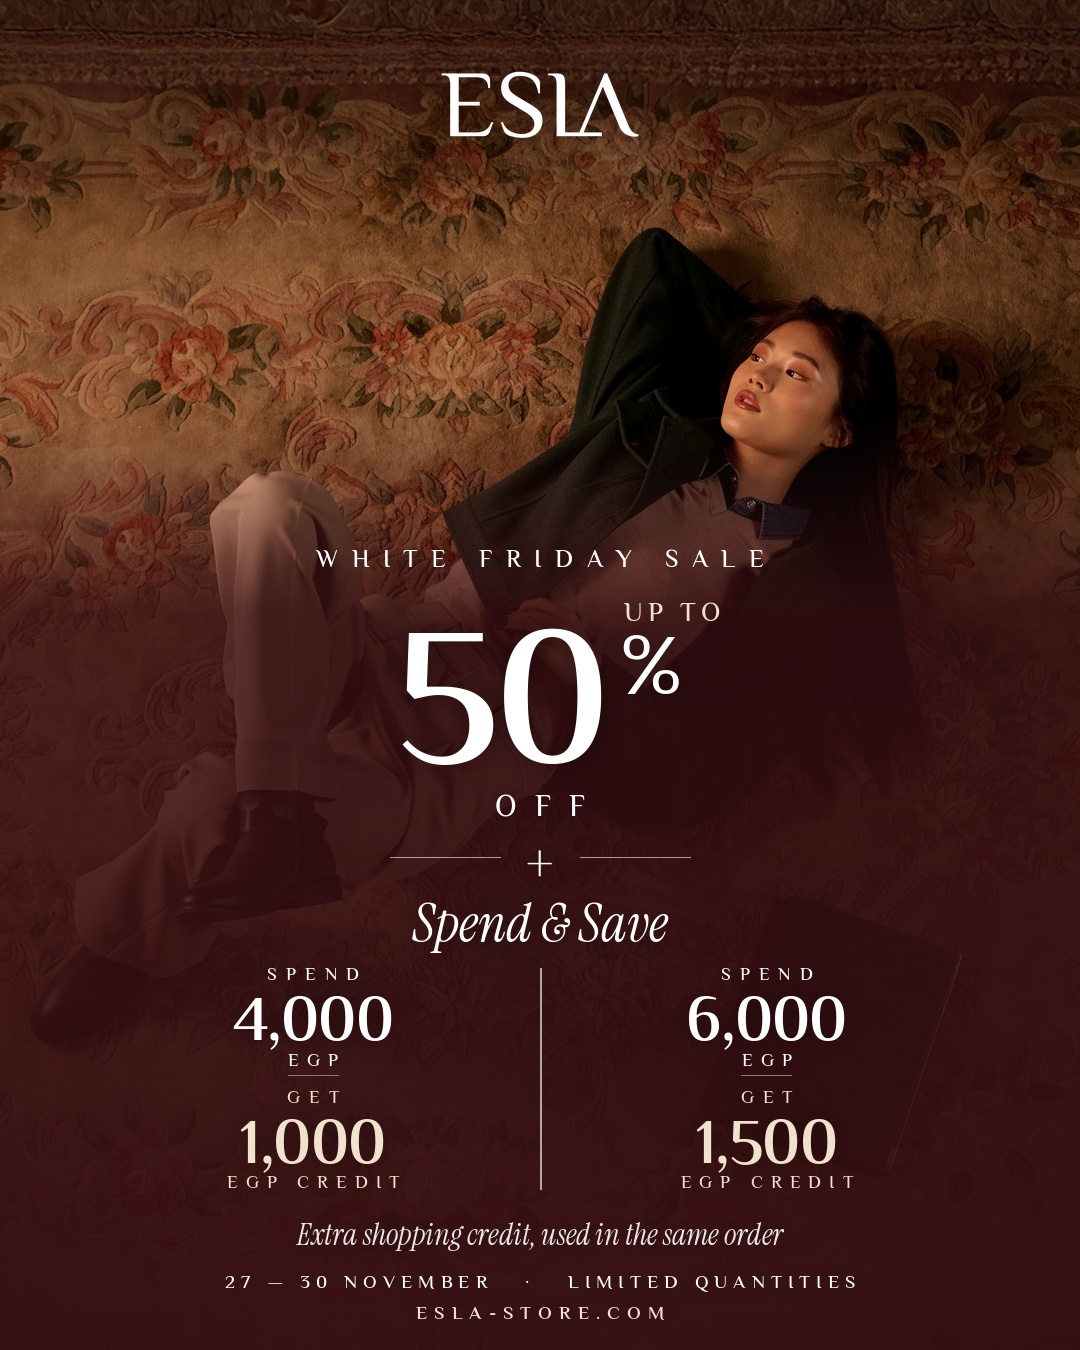 ESLA
WHITE FRIDAY SALE
UP TO
50%
OFF
+
Spend & Save
SPEND
4,000
EGP
GET
1,000
EGP CREDIT
SPEND
6,000
EGP
GET
1,500
EGP CREDIT
Extra shopping credit, used in the same order
27 — 30 NOVEMBER · LIMITED QUANTITIES
ESLA-STORE.COM